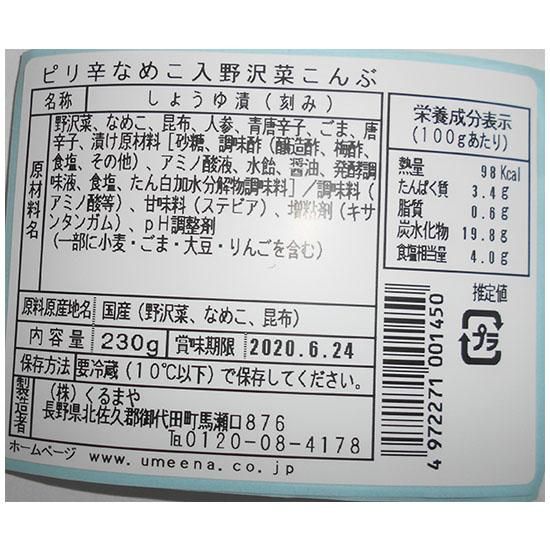 ピリ辛なめこ入野沢菜こんぶ
名称 しょうゆ漬(刻み)
原材料名
野沢菜、なめこ、昆布、人参、青唐辛子、ごま、唐
辛子、漬け原材料[砂糖、調味酢(醸造酢、梅酢、
食塩、その他)、アミノ酸液、水飴、醤油、発酵調
味液、食塩、たん白加水分解物調味料]/調味料(
アミノ酸等)、甘味料(ステビア)、増粘剤(キサ
ンタンガム)、pH調整剤
(一部に小麦・ごま・大豆・りんごを含む)
原料原産地名 国産(野沢菜、なめこ、昆布)
内容量 230g 賞味期限 2020.6.24
保存方法 要冷蔵(10℃以下)で保存してください。
製造者
(株)くるまや
長野県北佐久郡御代田町馬瀬口876
℡0120-08-4178
ホームページ www.umeena.co.jp
栄養成分表示
(100gあたり)
熱量 98Kcal
たんぱく質 3.4g
脂質 0.6g
炭水化物 19.8g
食塩相当量 4.0g
推定値
プラ
4 972271 001450